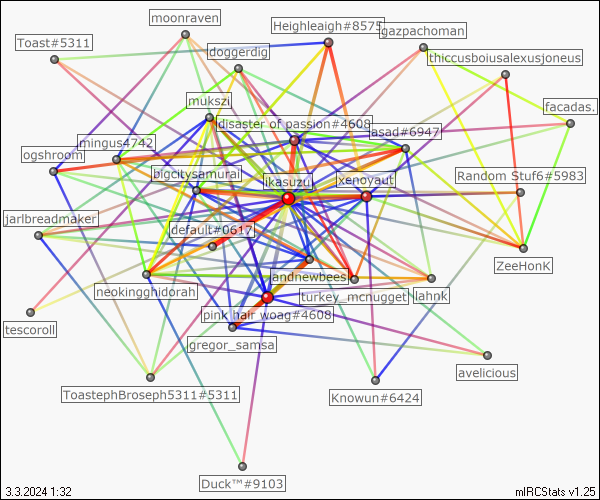 moonraven
Heighleigh#8575
gazpachoman
Toast#5311
doggerdig
thiccusboiusalexusjoneus
mukszi
facadas.
disaster of passion#4608
asad#6947
mingus4742
ogshroom
bigcitysamurai
ikasuzu
xenoyaut
Random Stuf6#5983
jarlbreadmaker
default#0617
ZeeHonK
andnewbees
neokingghidorah
turkey_mcnugget
lahnk
pink hair woag#4608
tescoroll
gregor_samsa
avelicious
ToastephBroseph5311#5311
Knowun#6424
Duck™#9103
3.3.2024 1:32
mIRCStats v1.25